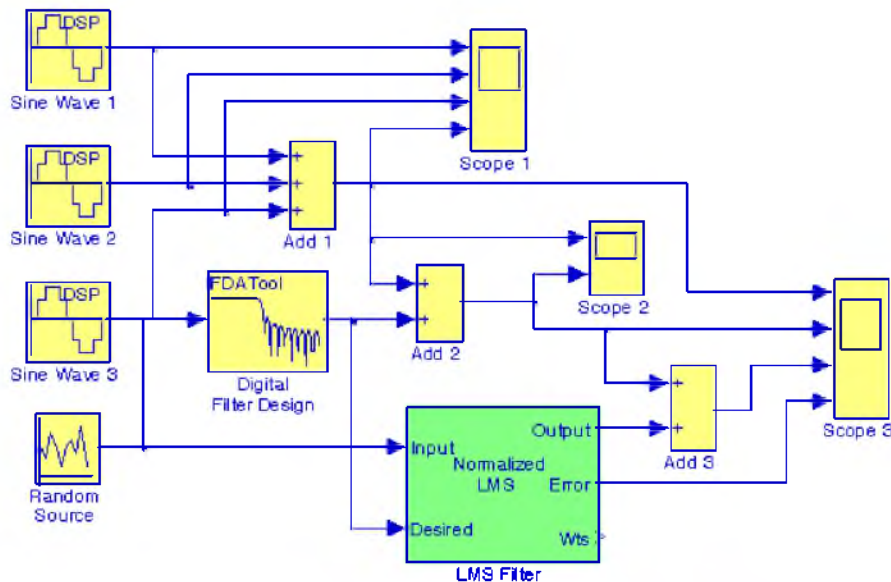 DSP
Sine Wave 1
Scope 1
DSP
Sine Wave 2
+
+
+
Add 1
DSP
Sine Wave 3
FDATool
Digital
Filter Design
+
+
Add 2
Scope 2
+
+
Add 3
Scope 3
Random
Source
Input
Output
Normalized
LMS
Error
Desired
Wts
LMS Filter